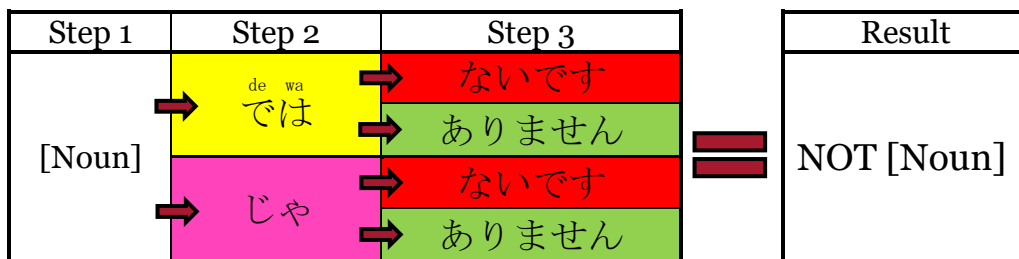 Step 1 Step 2 Step 3 Result
[Noun]
de wa
では
ないです
ありません
じゃ
ないです
ありません
NOT [Noun]